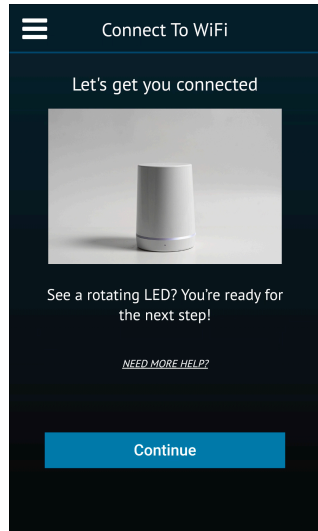 Connect To WiFi
Let's get you connected
See a rotating LED? You're ready for
the next step!
NEED MORE HELP?
Continue